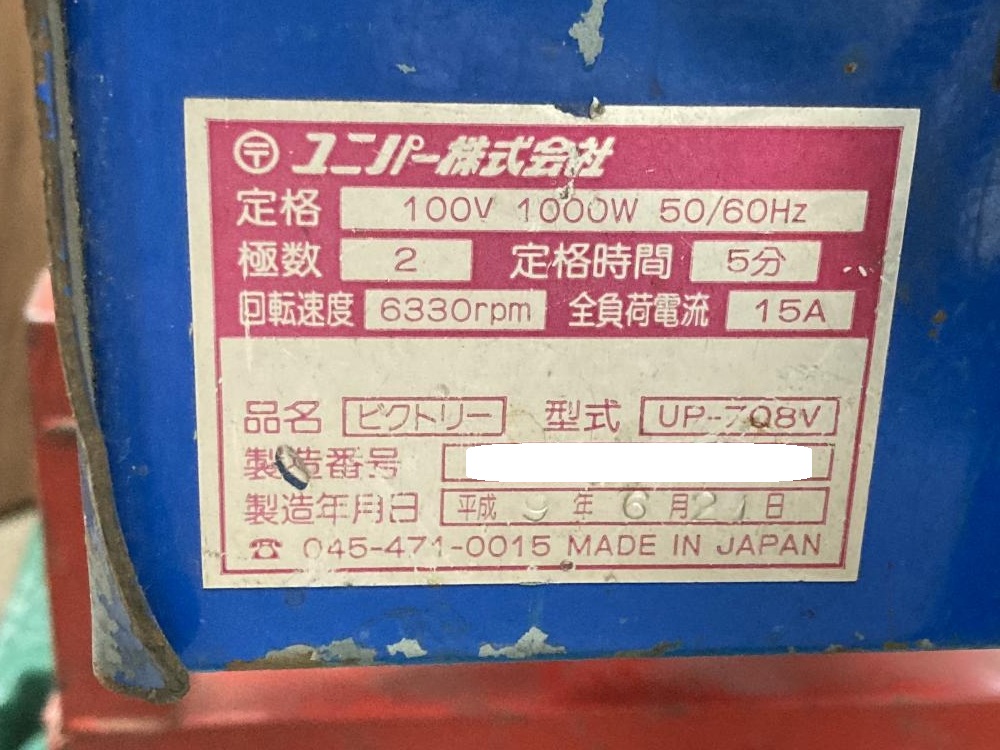 〒 ユニパー株式会社
定格 100V 1000W 50/60Hz
極数 2 定格時間 5分
回転速度 6330rpm 全負荷電流 15A
品名 ビクトリー 型式 UP-7Q8V
製造番号
製造年月日 平成 9 年 6 月 21 日
☎ 045-471-0015 MADE IN JAPAN